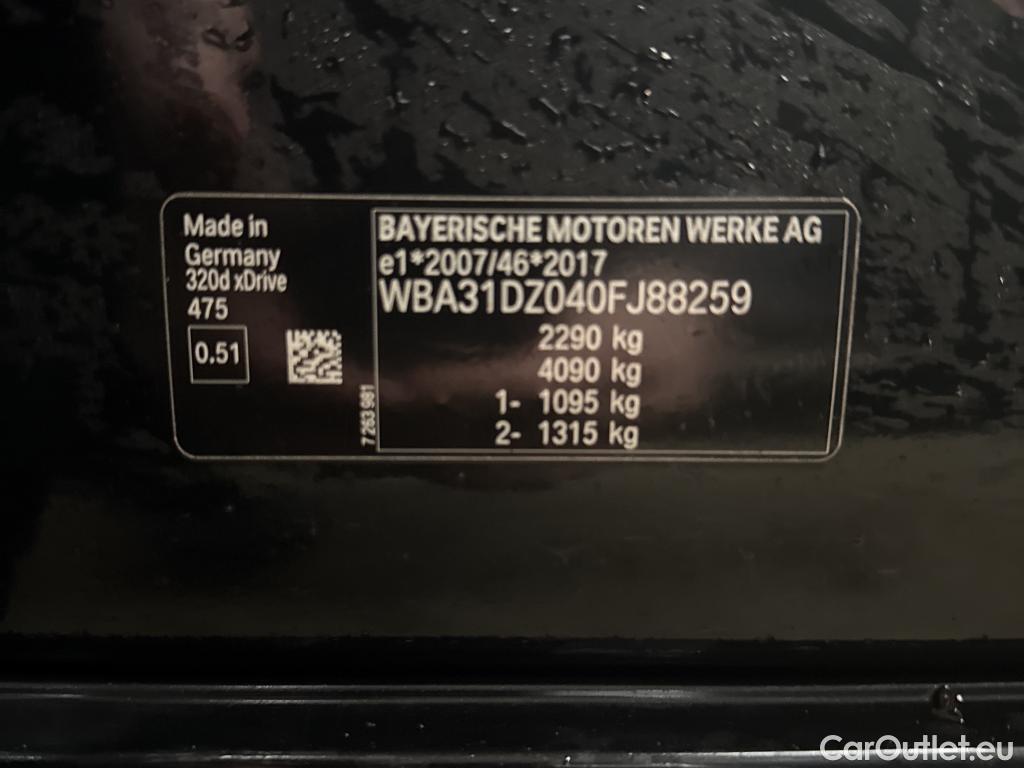 Made in
Germany
320d xDrive
475
0.51
7 263 981
BAYERISCHE MOTOREN WERKE AG
e1*2007/46*2017
WBA31DZ040FJ88259
2290 kg
4090 kg
1- 1095 kg
2- 1315 kg
CarOutlet.eu